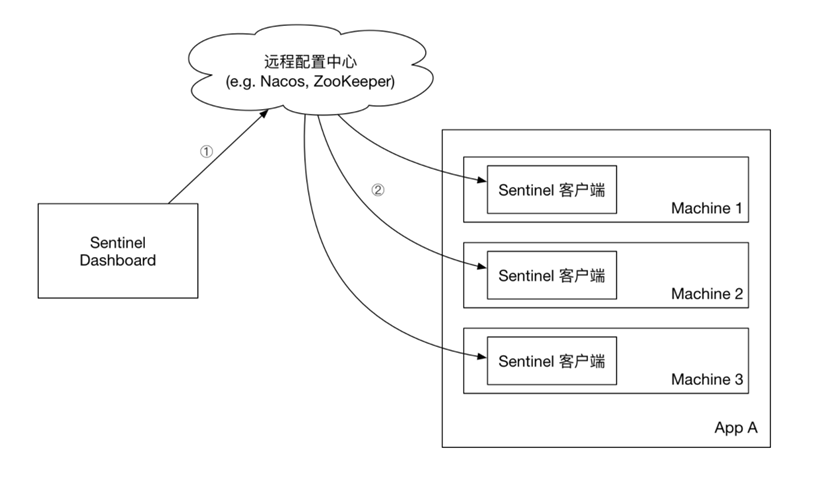 远程配置中心
(e.g. Nacos, ZooKeeper)
①
②
Sentinel
Dashboard
Sentinel 客户端
Machine 1
Sentinel 客户端
Machine 2
Sentinel 客户端
Machine 3
App A